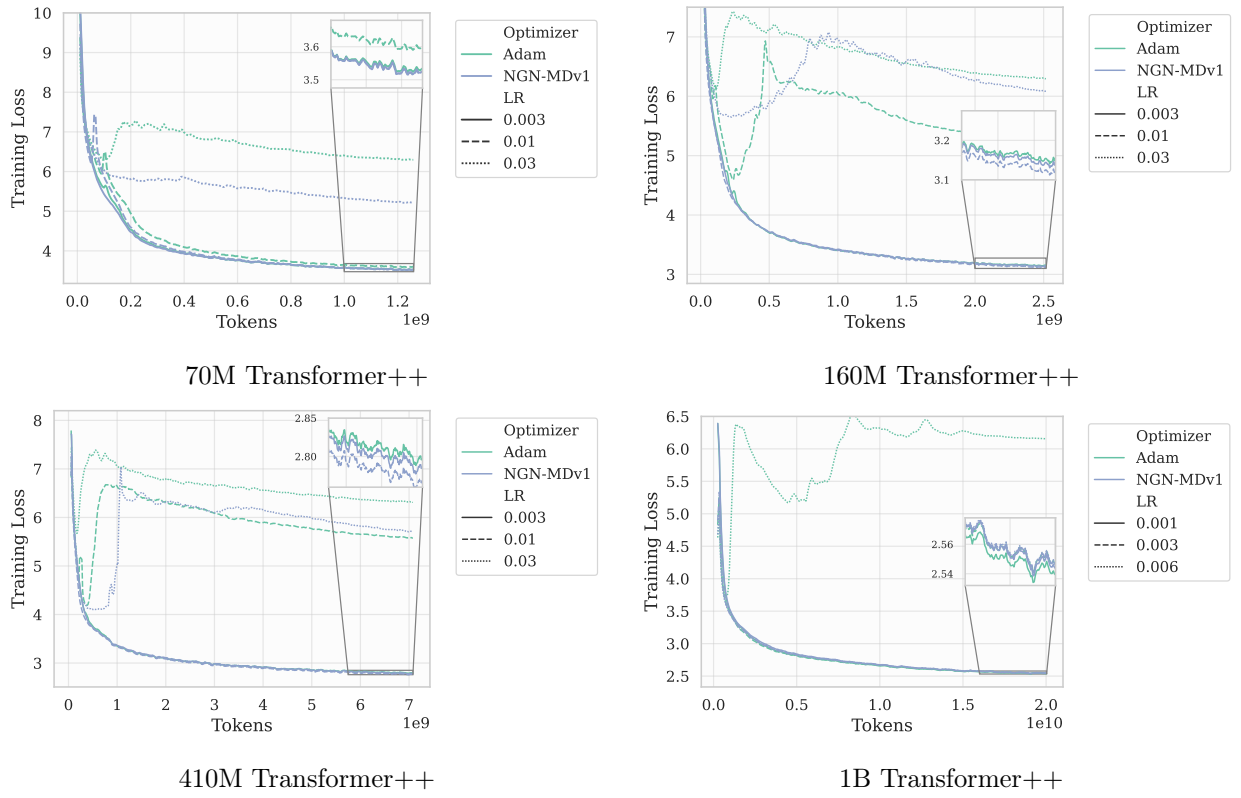 10
9
8
7
6
5
4
Training Loss
3.6
3.5
0.0
0.2
0.4
0.6
0.8
1.0
1.2
Tokens
1e9
Optimizer
Adam
NGN-MDv1
LR
0.003
0.01
0.03
70M Transformer++
7
6
5
4
3
Training Loss
3.2
3.1
0.0
0.5
1.0
1.5
2.0
2.5
Tokens
1e9
Optimizer
Adam
NGN-MDv1
LR
0.003
0.01
0.03
160M Transformer++
8
7
6
5
4
3
Training Loss
2.85
2.80
0
1
2
3
4
5
6
7
Tokens
1e9
Optimizer
Adam
NGN-MDv1
LR
0.003
0.01
0.03
410M Transformer++
6.5
6.0
5.5
5.0
4.5
4.0
3.5
3.0
2.5
Training Loss
2.56
2.54
0.0
0.5
1.0
1.5
2.0
Tokens
1e10
Optimizer
Adam
NGN-MDv1
LR
0.001
0.003
0.006
1B Transformer++